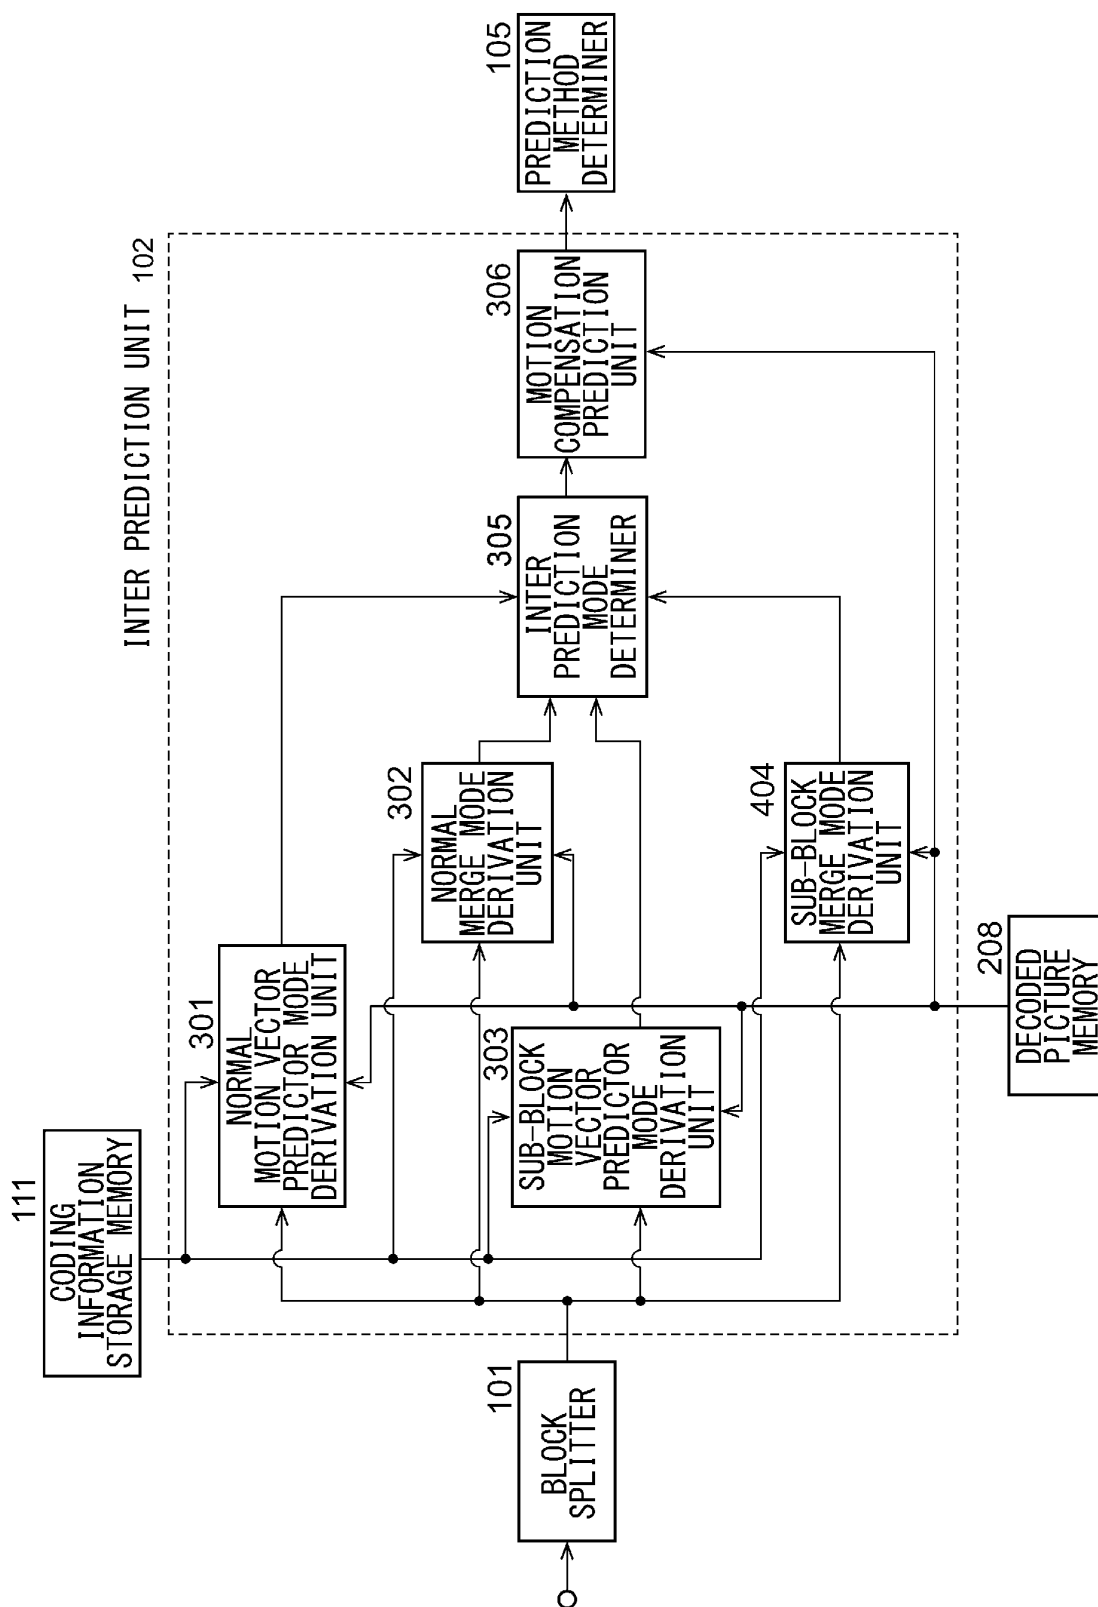 INTER PREDICTION UNIT 102
111
CODING
INFORMATION
STORAGE MEMORY
101
BLOCK
SPLITTER
301
NORMAL
MOTION VECTOR
PREDICTOR MODE
DERIVATION UNIT
302
NORMAL
MERGE MODE
DERIVATION
UNIT
303
SUB-BLOCK
MOTION
VECTOR
PREDICTOR
MODE
DERIVATION
UNIT
404
SUB-BLOCK
MERGE MODE
DERIVATION
UNIT
305
INTER
PREDICTION
MODE
DETERMINER
306
MOTION
COMPENSATION
PREDICTION
UNIT
105
PREDICTION
METHOD
DETERMINER
208
DECODED
PICTURE
MEMORY